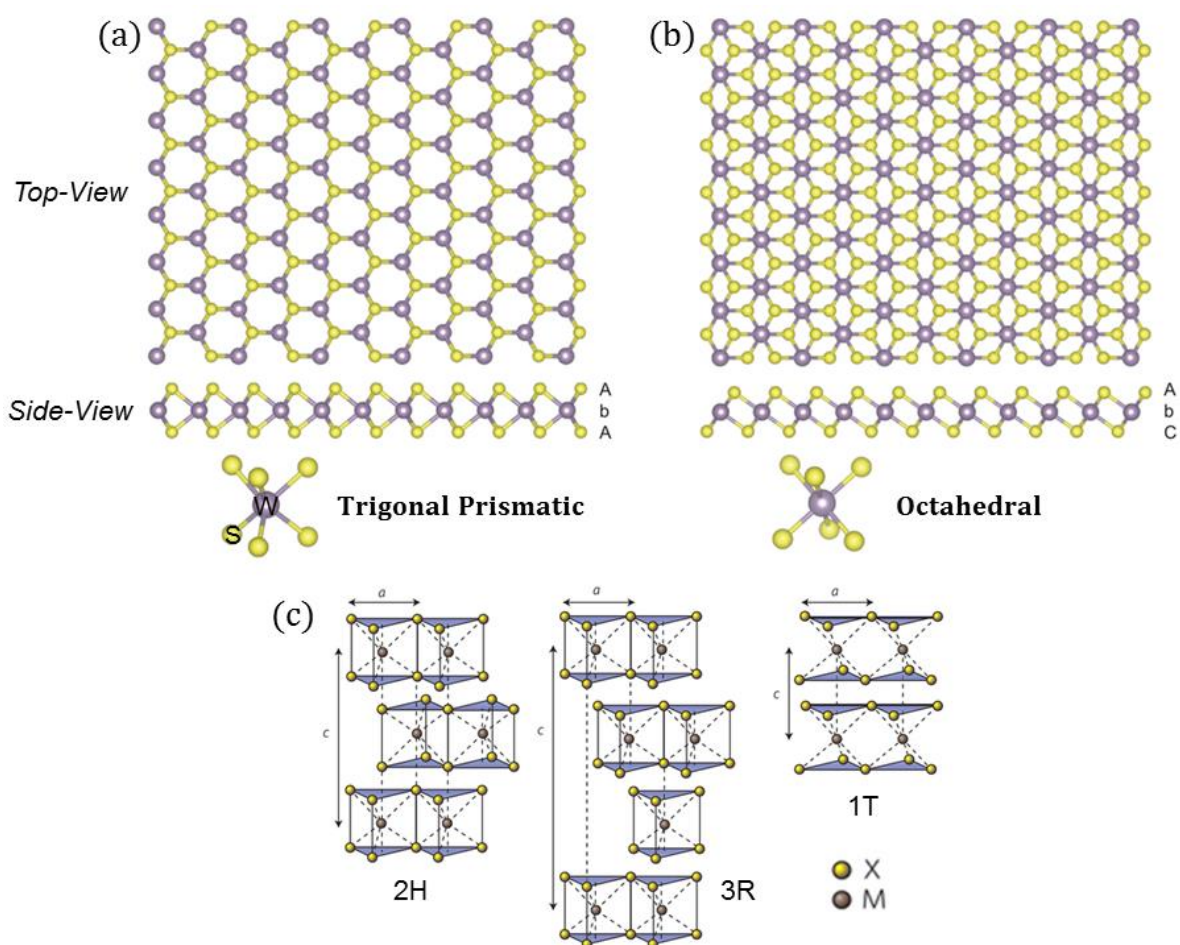 (a)
(b)
Top-View
Side-View
A
b
A
A
b
C
W
S
Trigonal Prismatic
Octahedral
(c)
a
a
a
c
c
c
2H
3R
1T
X
M